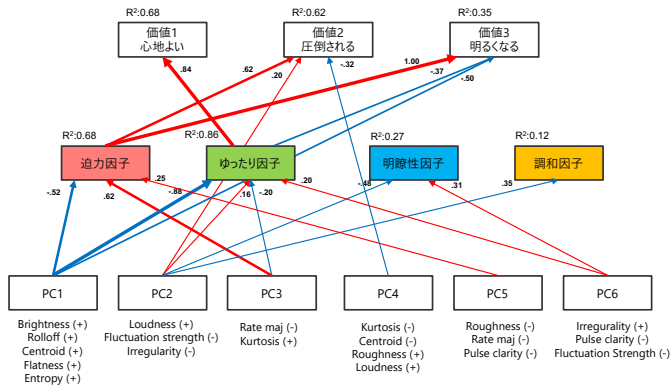 R²:0.68
R²:0.62
R²:0.35
価値1
心地よい
価値2
圧倒される
価値3
明るくなる
.84
.62
.20
-.32
1.00
-.37
-.50
R²:0.68
R²:0.86
R²:0.27
R²:0.12
迫力因子
ゆったり因子
明瞭性因子
調和因子
-.52
-.88
.62
.16
-.20
.25
.20
-.48
.31
.35
PC1
PC2
PC3
PC4
PC5
PC6
Brightness (+)
Rolloff (+)
Centroid (+)
Flatness (+)
Entropy (+)
Loudness (+)
Fluctuation strength (-)
Irregularity (-)
Rate maj (-)
Kurtosis (+)
Kurtosis (-)
Centroid (-)
Roughness (+)
Loudness (+)
Roughness (-)
Rate maj (-)
Pulse clarity (-)
Irregurality (+)
Pulse clarity (-)
Fluctuation Strength (-)